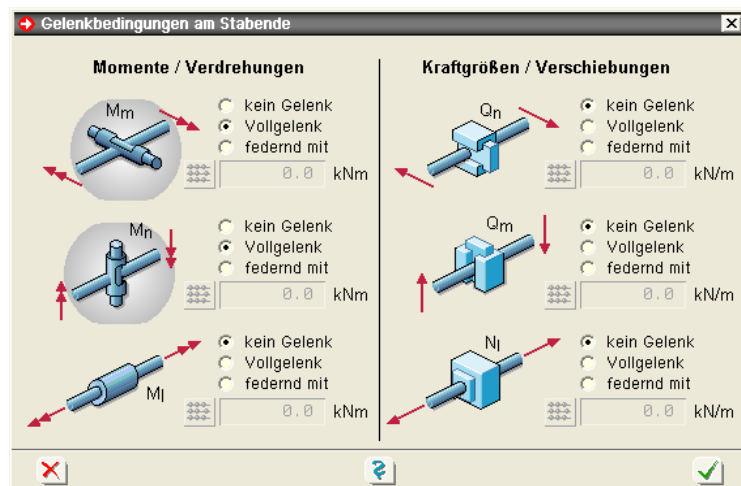 Gelenkbedingungen am Stabende
Momente / Verdrehungen
Mm
kein Gelenk
Vollgelenk
federnd mit
0.0 kNm
Mn
kein Gelenk
Vollgelenk
federnd mit
0.0 kNm
Ml
kein Gelenk
Vollgelenk
federnd mit
0.0 kNm
Kraftgrößen / Verschiebungen
Qn
kein Gelenk
Vollgelenk
federnd mit
0.0 kN/m
Qm
kein Gelenk
Vollgelenk
federnd mit
0.0 kN/m
Nl
kein Gelenk
Vollgelenk
federnd mit
0.0 kN/m